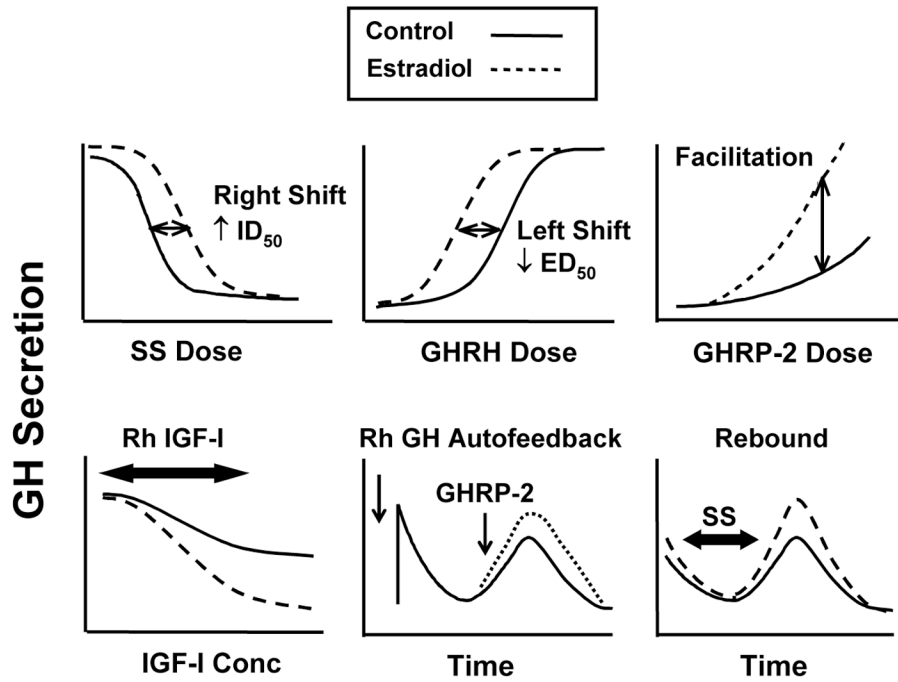 Control
Estradiol
GH Secretion
Right Shift
↑ ID50
SS Dose
Left Shift
↓ ED50
GHRH Dose
Facilitation
GHRP-2 Dose
Rh IGF-I
IGF-I Conc
Rh GH Autofeedback
GHRP-2
Time
Rebound
SS
Time